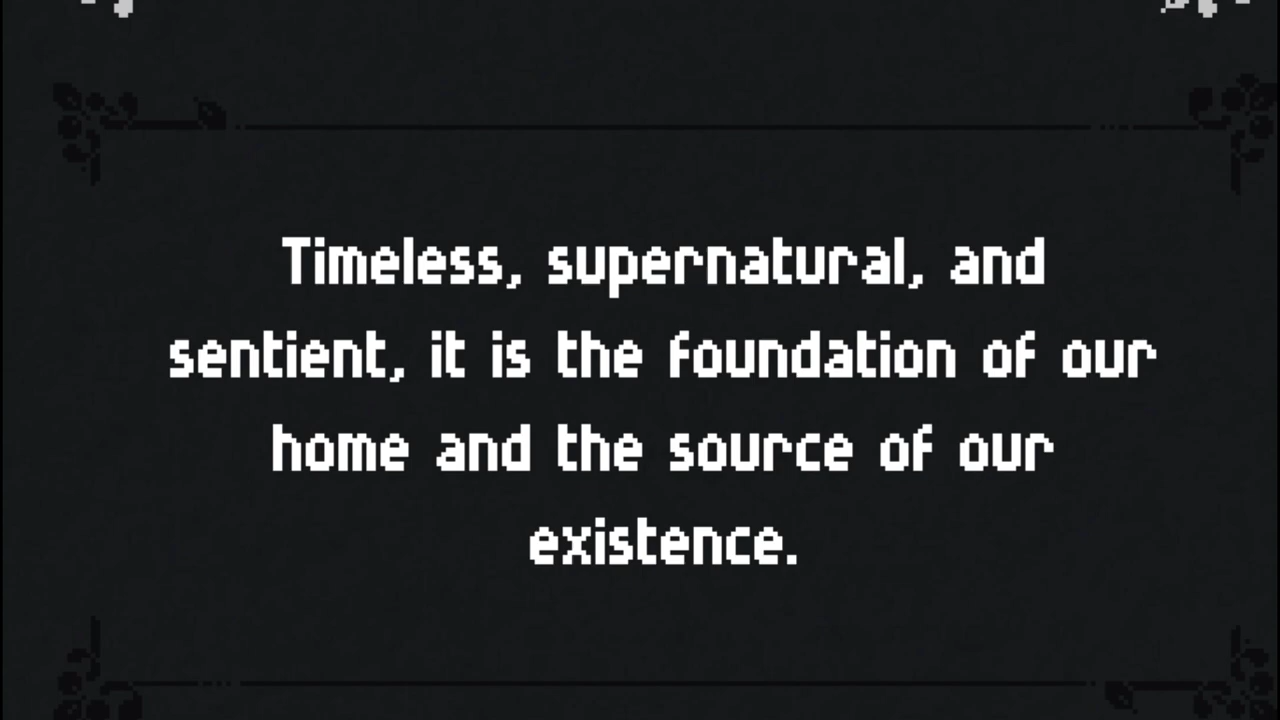 Timeless, supernatural, and
sentient, it is the foundation of our
home and the source of our
existence.